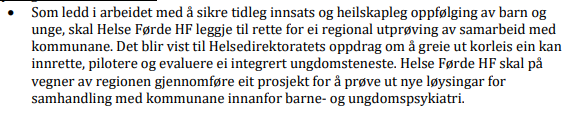 • Som ledd i arbeidet med å sikre tidleg innsats og heilskapleg oppfølging av barn og
unge, skal Helse Førde HF leggje til rette for ei regional utprøving av samarbeid med
kommunane. Det blir vist til Helsedirektoratets oppdrag om å greie ut korleis ein kan
innrette, pilotere og evaluere ei integrert ungdomsteneste. Helse Førde HF skal på
vegner av regionen gjennomføre eit prosjekt for å prøve ut nye løysingar for
samhandling med kommunane innanfor barne- og ungdomspsykiatri.